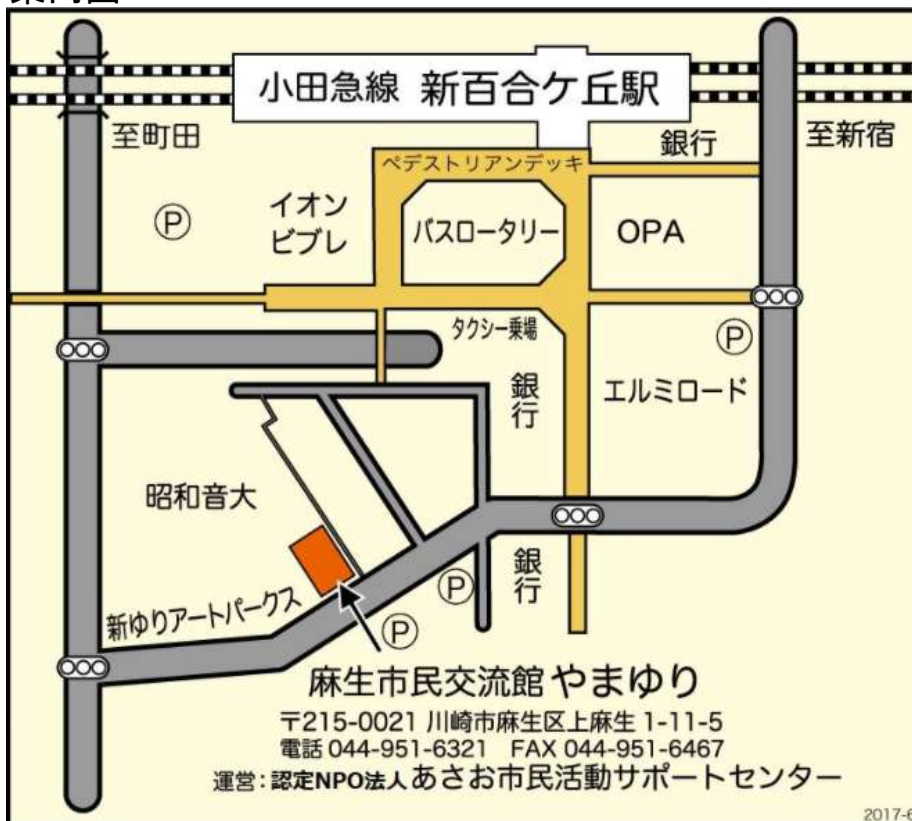 小田急線 新百合ケ丘駅
至町田
銀行
至新宿
ペデストリアンデッキ
Ⓟ
イオン
ビブレ
バスロータリー
OPA
タクシー乗場
Ⓟ
銀行
エルミロード
昭和音大
銀行
Ⓟ
新ゆりアートパークス
Ⓟ
麻生市民交流館 やまゆり
〒215-0021 川崎市麻生区上麻生 1-11-5
電話 044-951-6321 FAX 044-951-6467
運営:認定NPO法人あさお市民活動サポートセンター